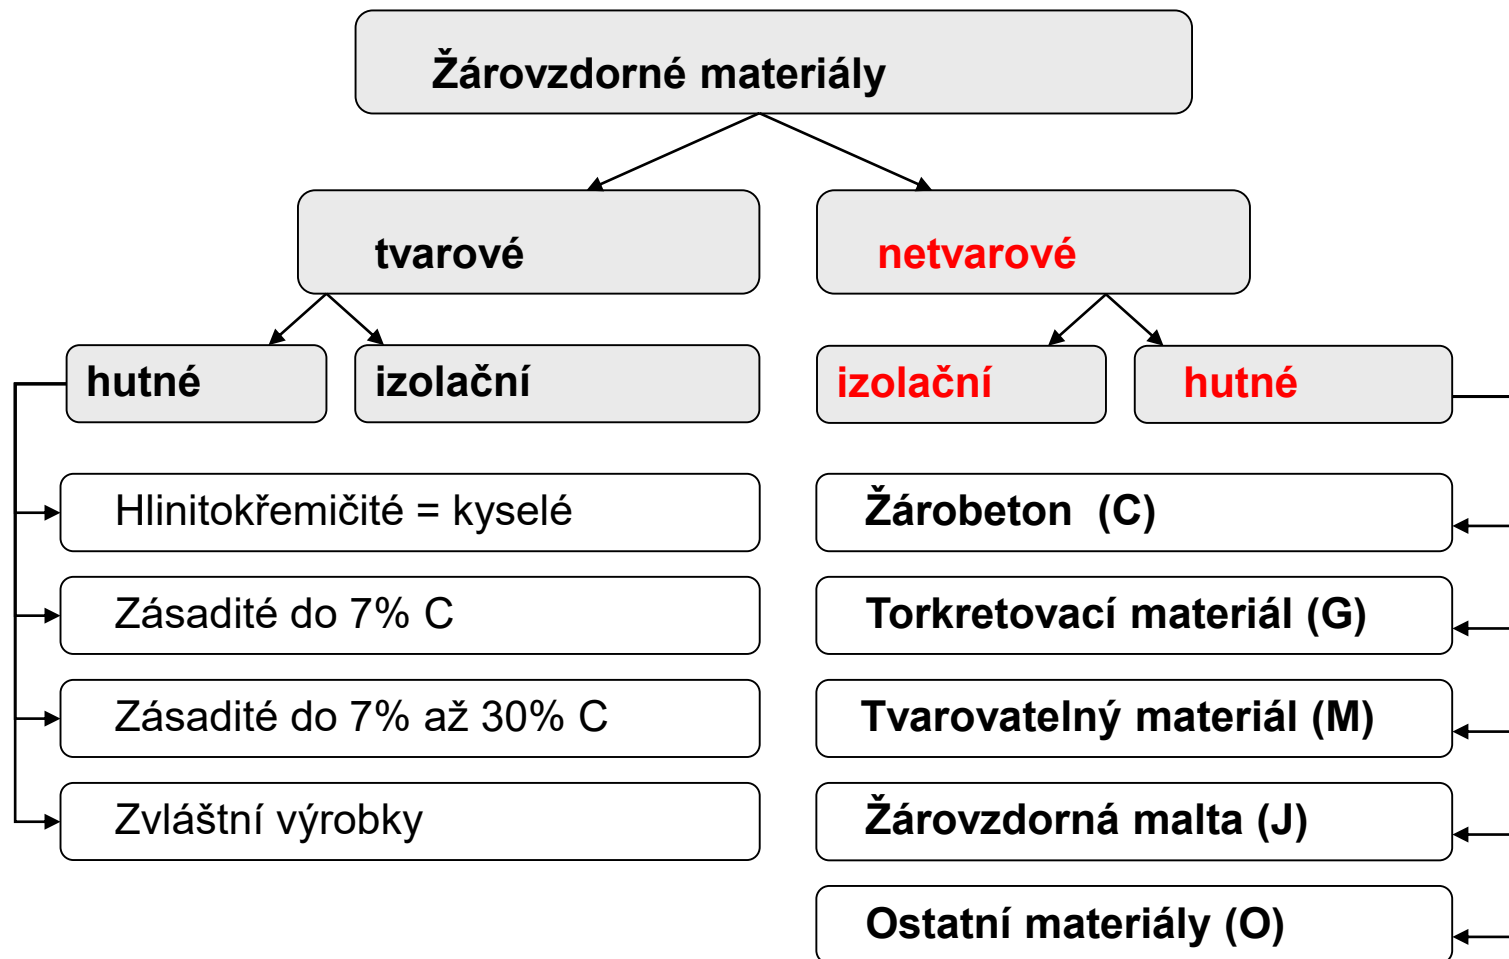 Žárovzdorné materiály
tvarové
netvarové
hutné
izolační
izolační
hutné
Hlinitokřemičité = kyselé
Zásadité do 7% C
Zásadité do 7% až 30% C
Zvláštní výrobky
Žárobeton (C)
Torkretovací materiál (G)
Tvarovatelný materiál (M)
Žárovzdorná malta (J)
Ostatní materiály (O)